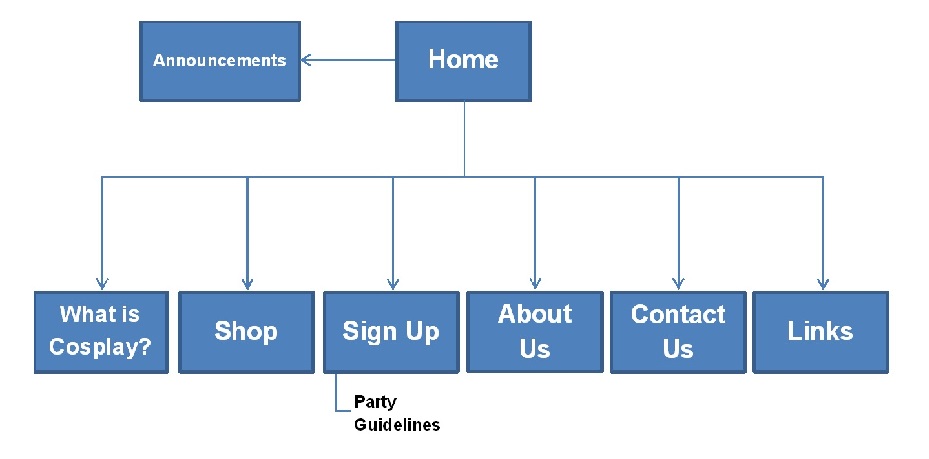 Announcements
Home
What is
Cosplay?
Shop
Sign Up
About
Us
Contact
Us
Links
Party
Guidelines